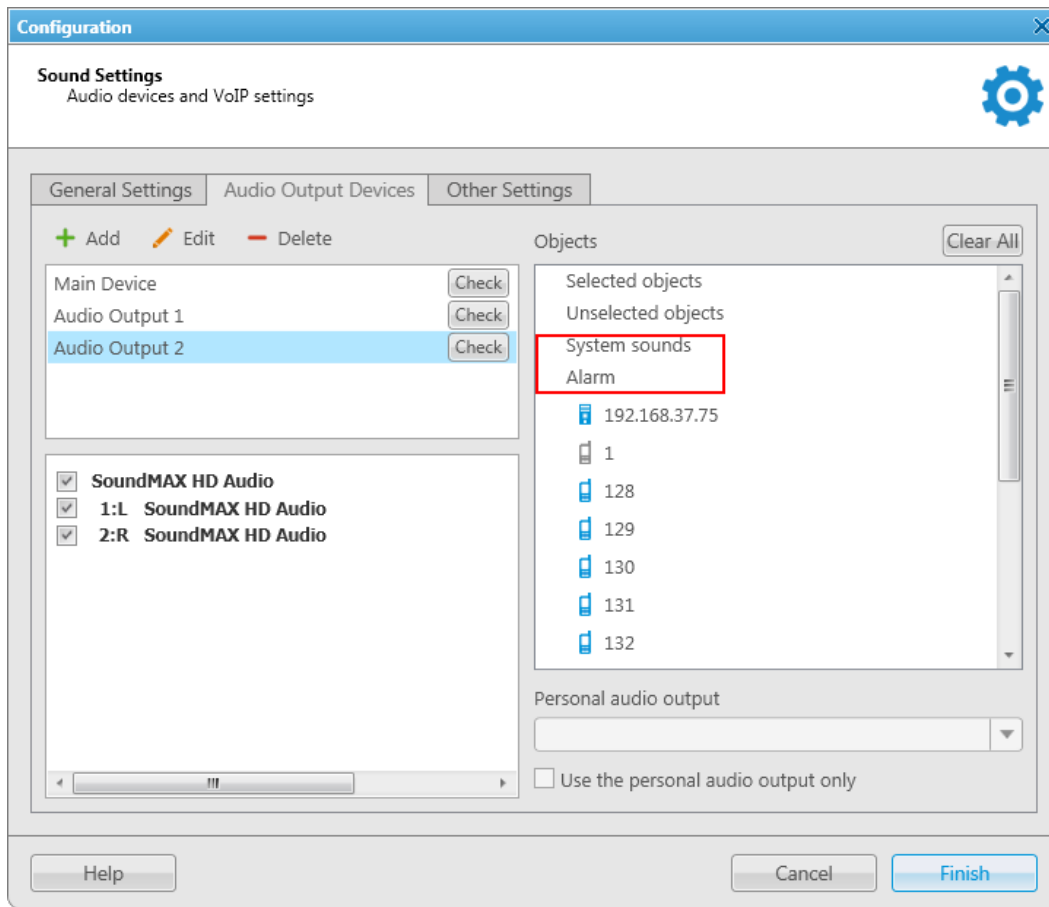 Configuration
Sound Settings
Audio devices and VoIP settings
General Settings
Audio Output Devices
Other Settings
Add
Edit
Delete
Main Device
Check
Audio Output 1
Check
Audio Output 2
Check
SoundMAX HD Audio
1:L SoundMAX HD Audio
2:R SoundMAX HD Audio
Objects
Clear All
Selected objects
Unselected objects
System sounds
Alarm
192.168.37.75
1
128
129
130
131
132
Personal audio output
Use the personal audio output only
Help
Cancel
Finish